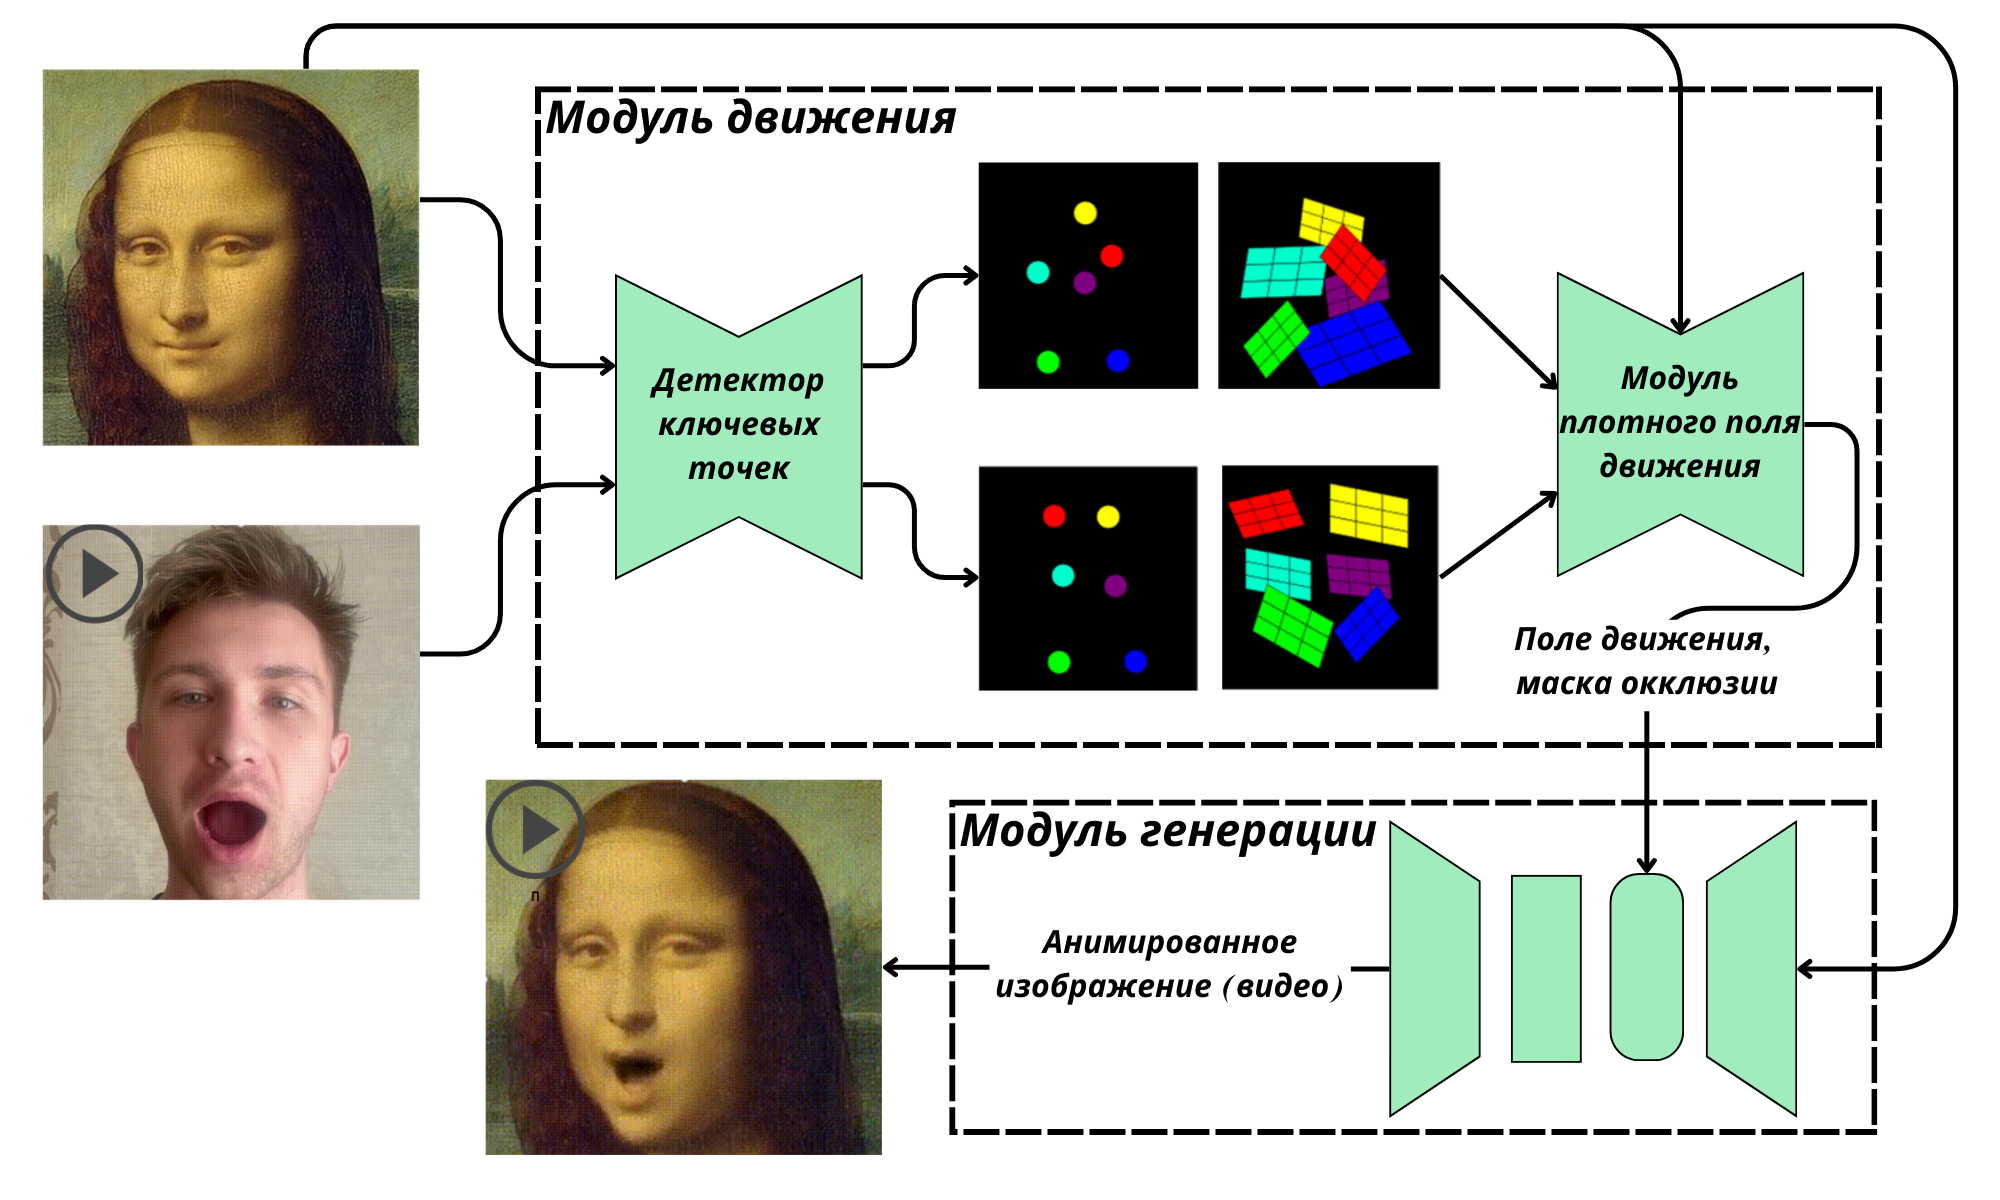 Модуль движения
Детектор
ключевых
точек
Модуль
плотного поля
движения
Поле движения,
маска окклюзии
Модуль генерации
Анимированное
изображение (видео)
п